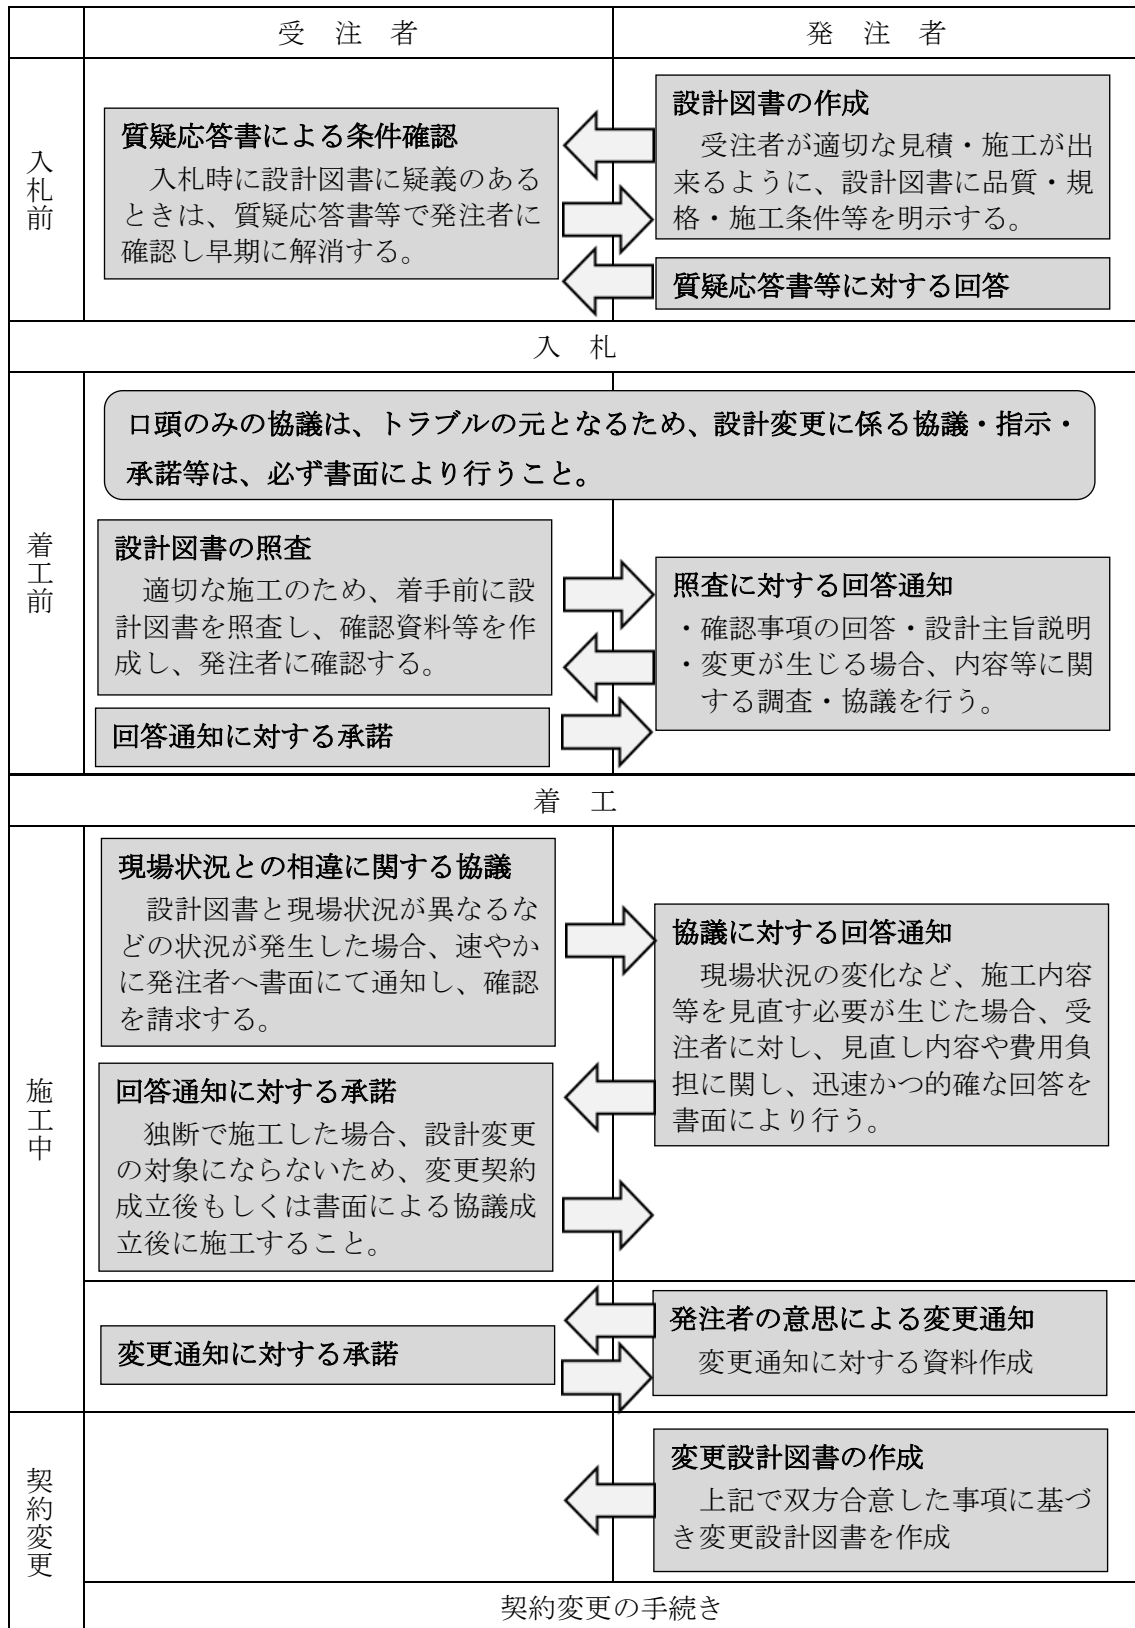 受 注 者
発 注 者
入札前
設計図書の作成
受注者が適切な見積・施工が出
来るように、設計図書に品質・規
格・施工条件等を明示する。
質疑応答書による条件確認
入札時に設計図書に疑義のある
ときは、質疑応答書等で発注者に
確認し早期に解消する。
質疑応答書等に対する回答
入 札
着工前
口頭のみの協議は、トラブルの元となるため、設計変更に係る協議・指示・
承諾等は、必ず書面により行うこと。
設計図書の照査
適切な施工のため、着手前に設
計図書を照査し、確認資料等を作
成し、発注者に確認する。
照査に対する回答通知
・確認事項の回答・設計主旨説明
・変更が生じる場合、内容等に関
する調査・協議を行う。
回答通知に対する承諾
着 工
施工中
現場状況との相違に関する協議
設計図書と現場状況が異なるな
どの状況が発生した場合、速やか
に発注者へ書面にて通知し、確認
を請求する。
協議に対する回答通知
現場状況の変化など、施工内容
等を見直す必要が生じた場合、受
注者に対し、見直し内容や費用負
担に関し、迅速かつ的確な回答を
書面により行う。
回答通知に対する承諾
独断で施工した場合、設計変更
の対象にならないため、変更契約
成立後もしくは書面による協議成
立後に施工すること。
発注者の意思による変更通知
変更通知に対する資料作成
変更通知に対する承諾
契約変更
変更設計図書の作成
上記で双方合意した事項に基づ
き変更設計図書を作成
契約変更の手続き